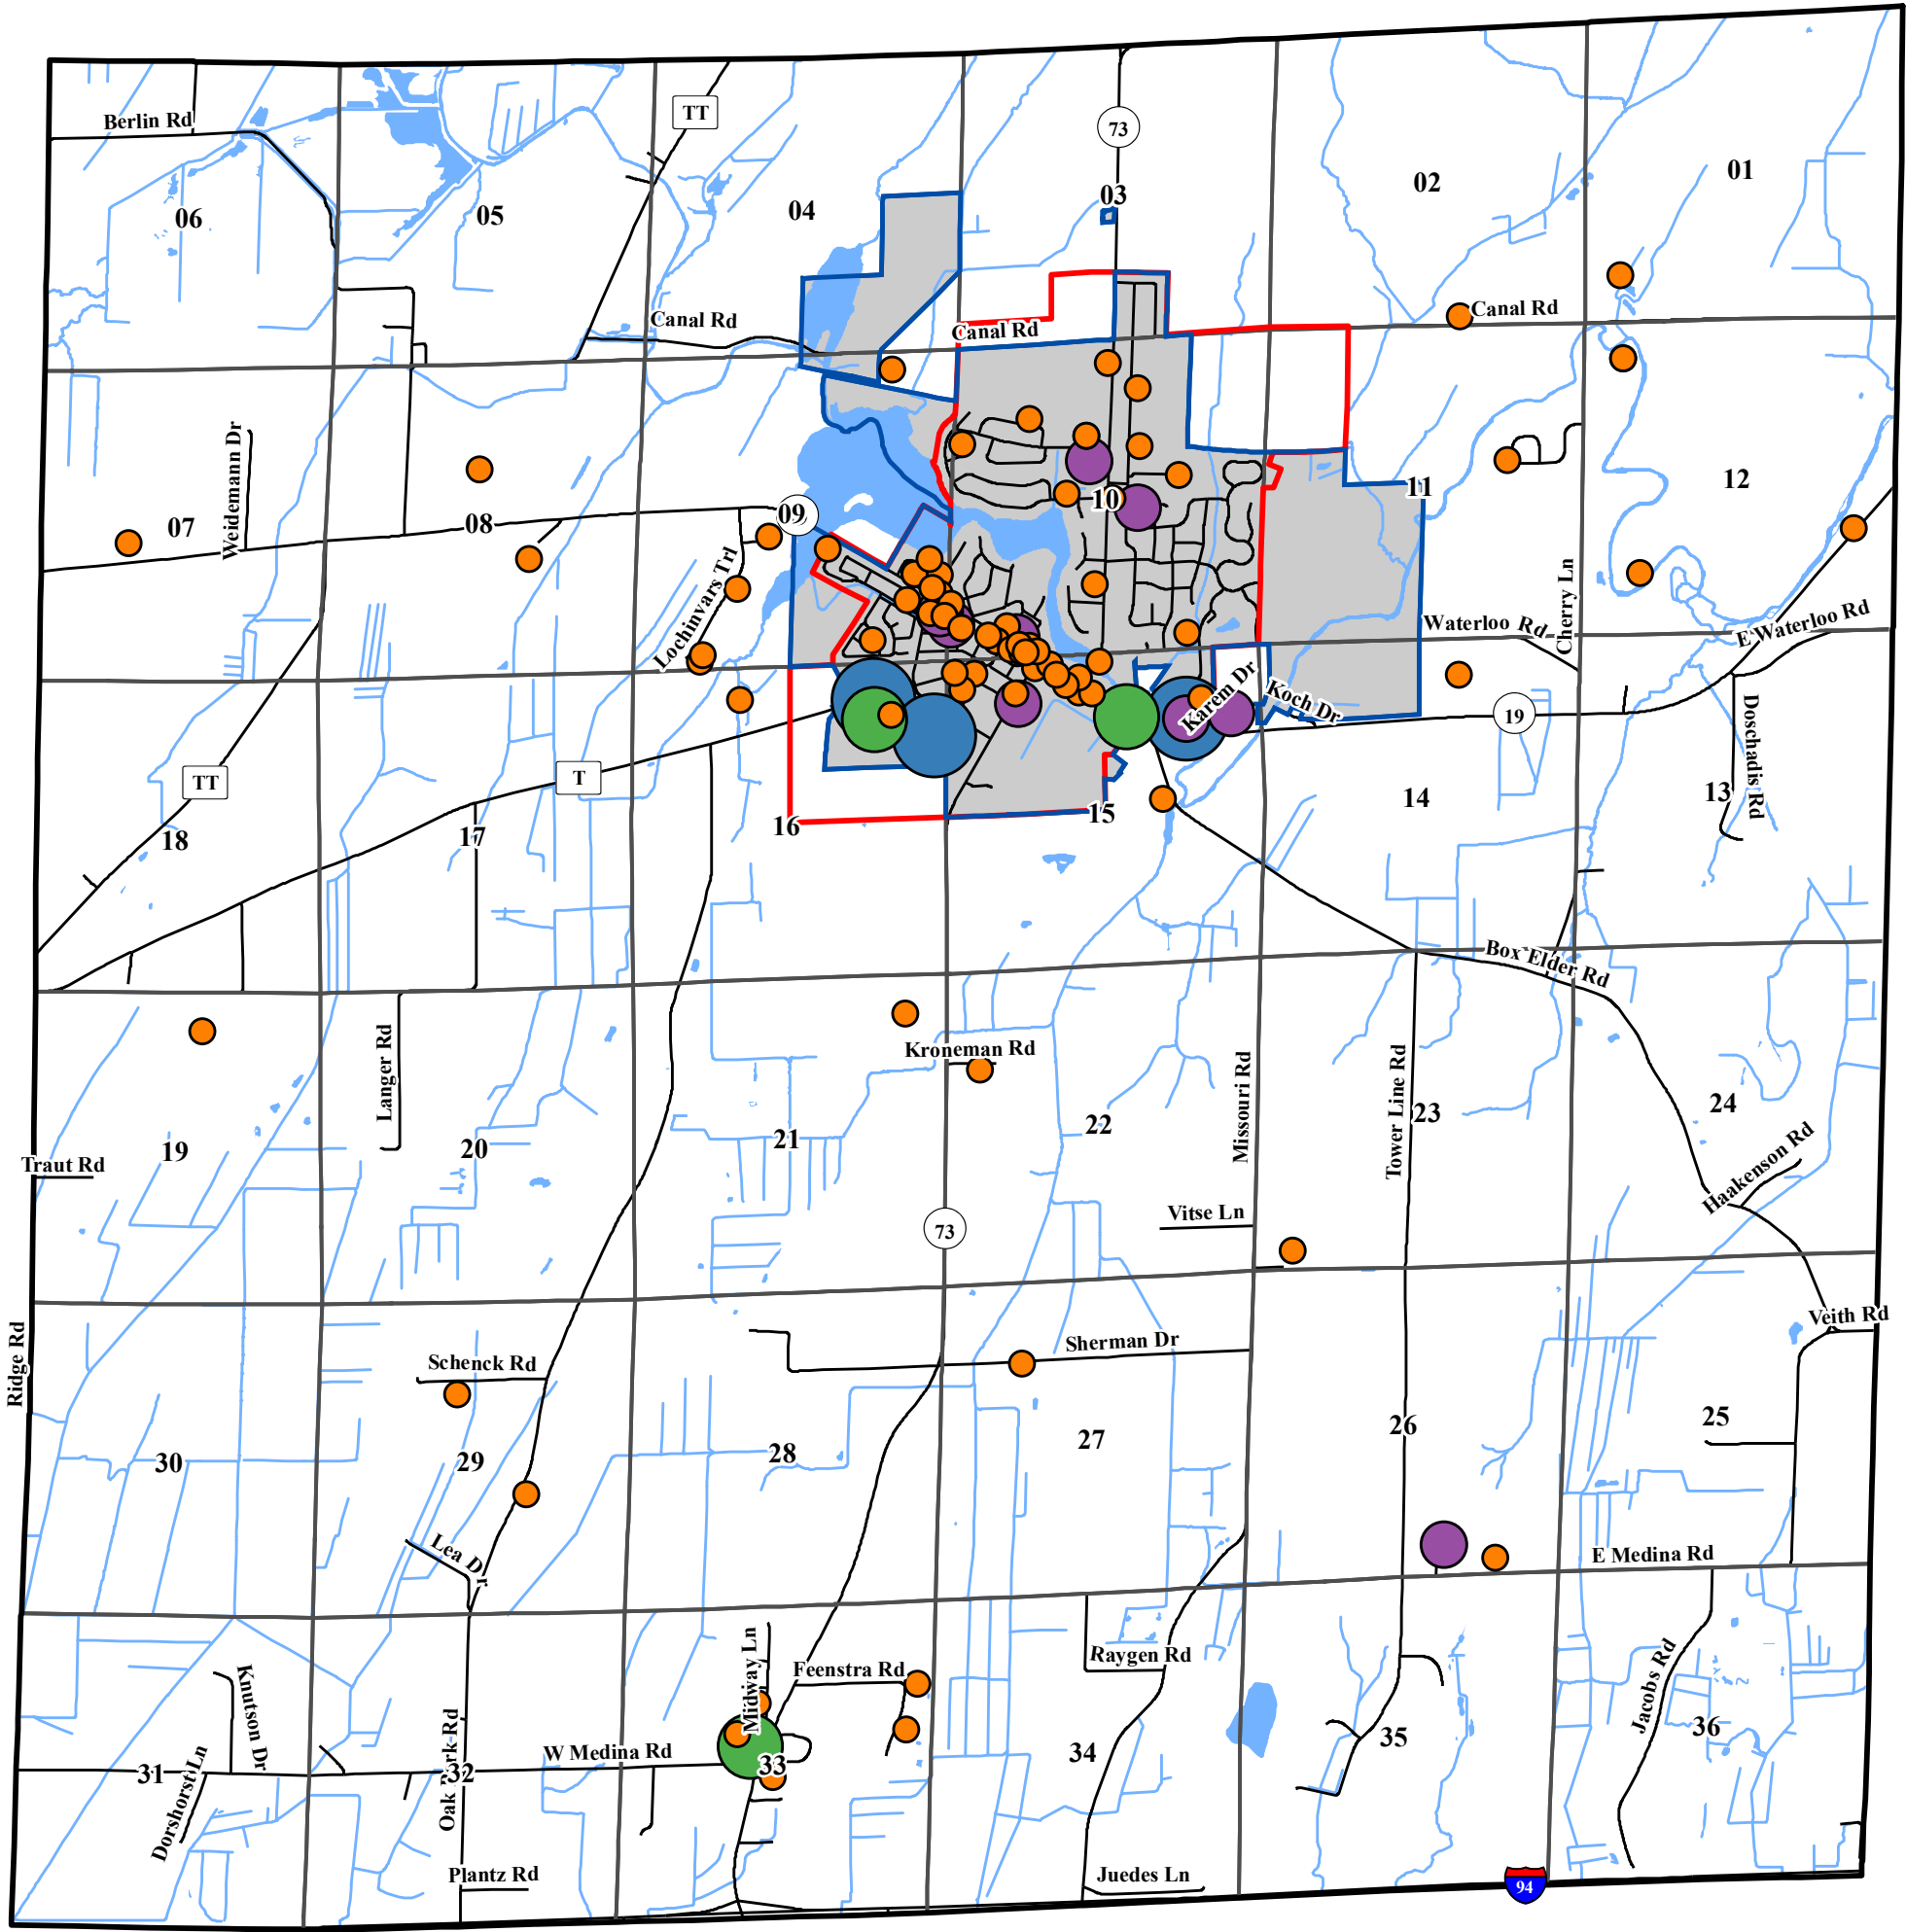 TT
73
Berlin Rd
01
02
03
04
05
06
Canal Rd
Canal Rd
Canal Rd
Weidemann Dr
07
08
09
10
11
12
Lochinvars Trl
Cherry Ln
Waterloo Rd
E Waterloo Rd
Karem Dr
Koch Dr
19
Doschadis Rd
TT
T
18
17
16
15
14
13
Box Elder Rd
Langer Rd
Kroneman Rd
Missouri Rd
Tower Line Rd
19
20
21
22
23
24
Traut Rd
Haakenson Rd
Vitse Ln
73
Ridge Rd
Veith Rd
Sherman Dr
Schenck Rd
30
29
28
27
26
25
Lea Dr
E Medina Rd
Midway Ln
Feenstra Rd
Raygen Rd
Jacobs Rd
Knutson Dr
Dorshorst Ln
Oak Park Rd
W Medina Rd
31
32
33
34
35
36
Plantz Rd
Juedes Ln
94